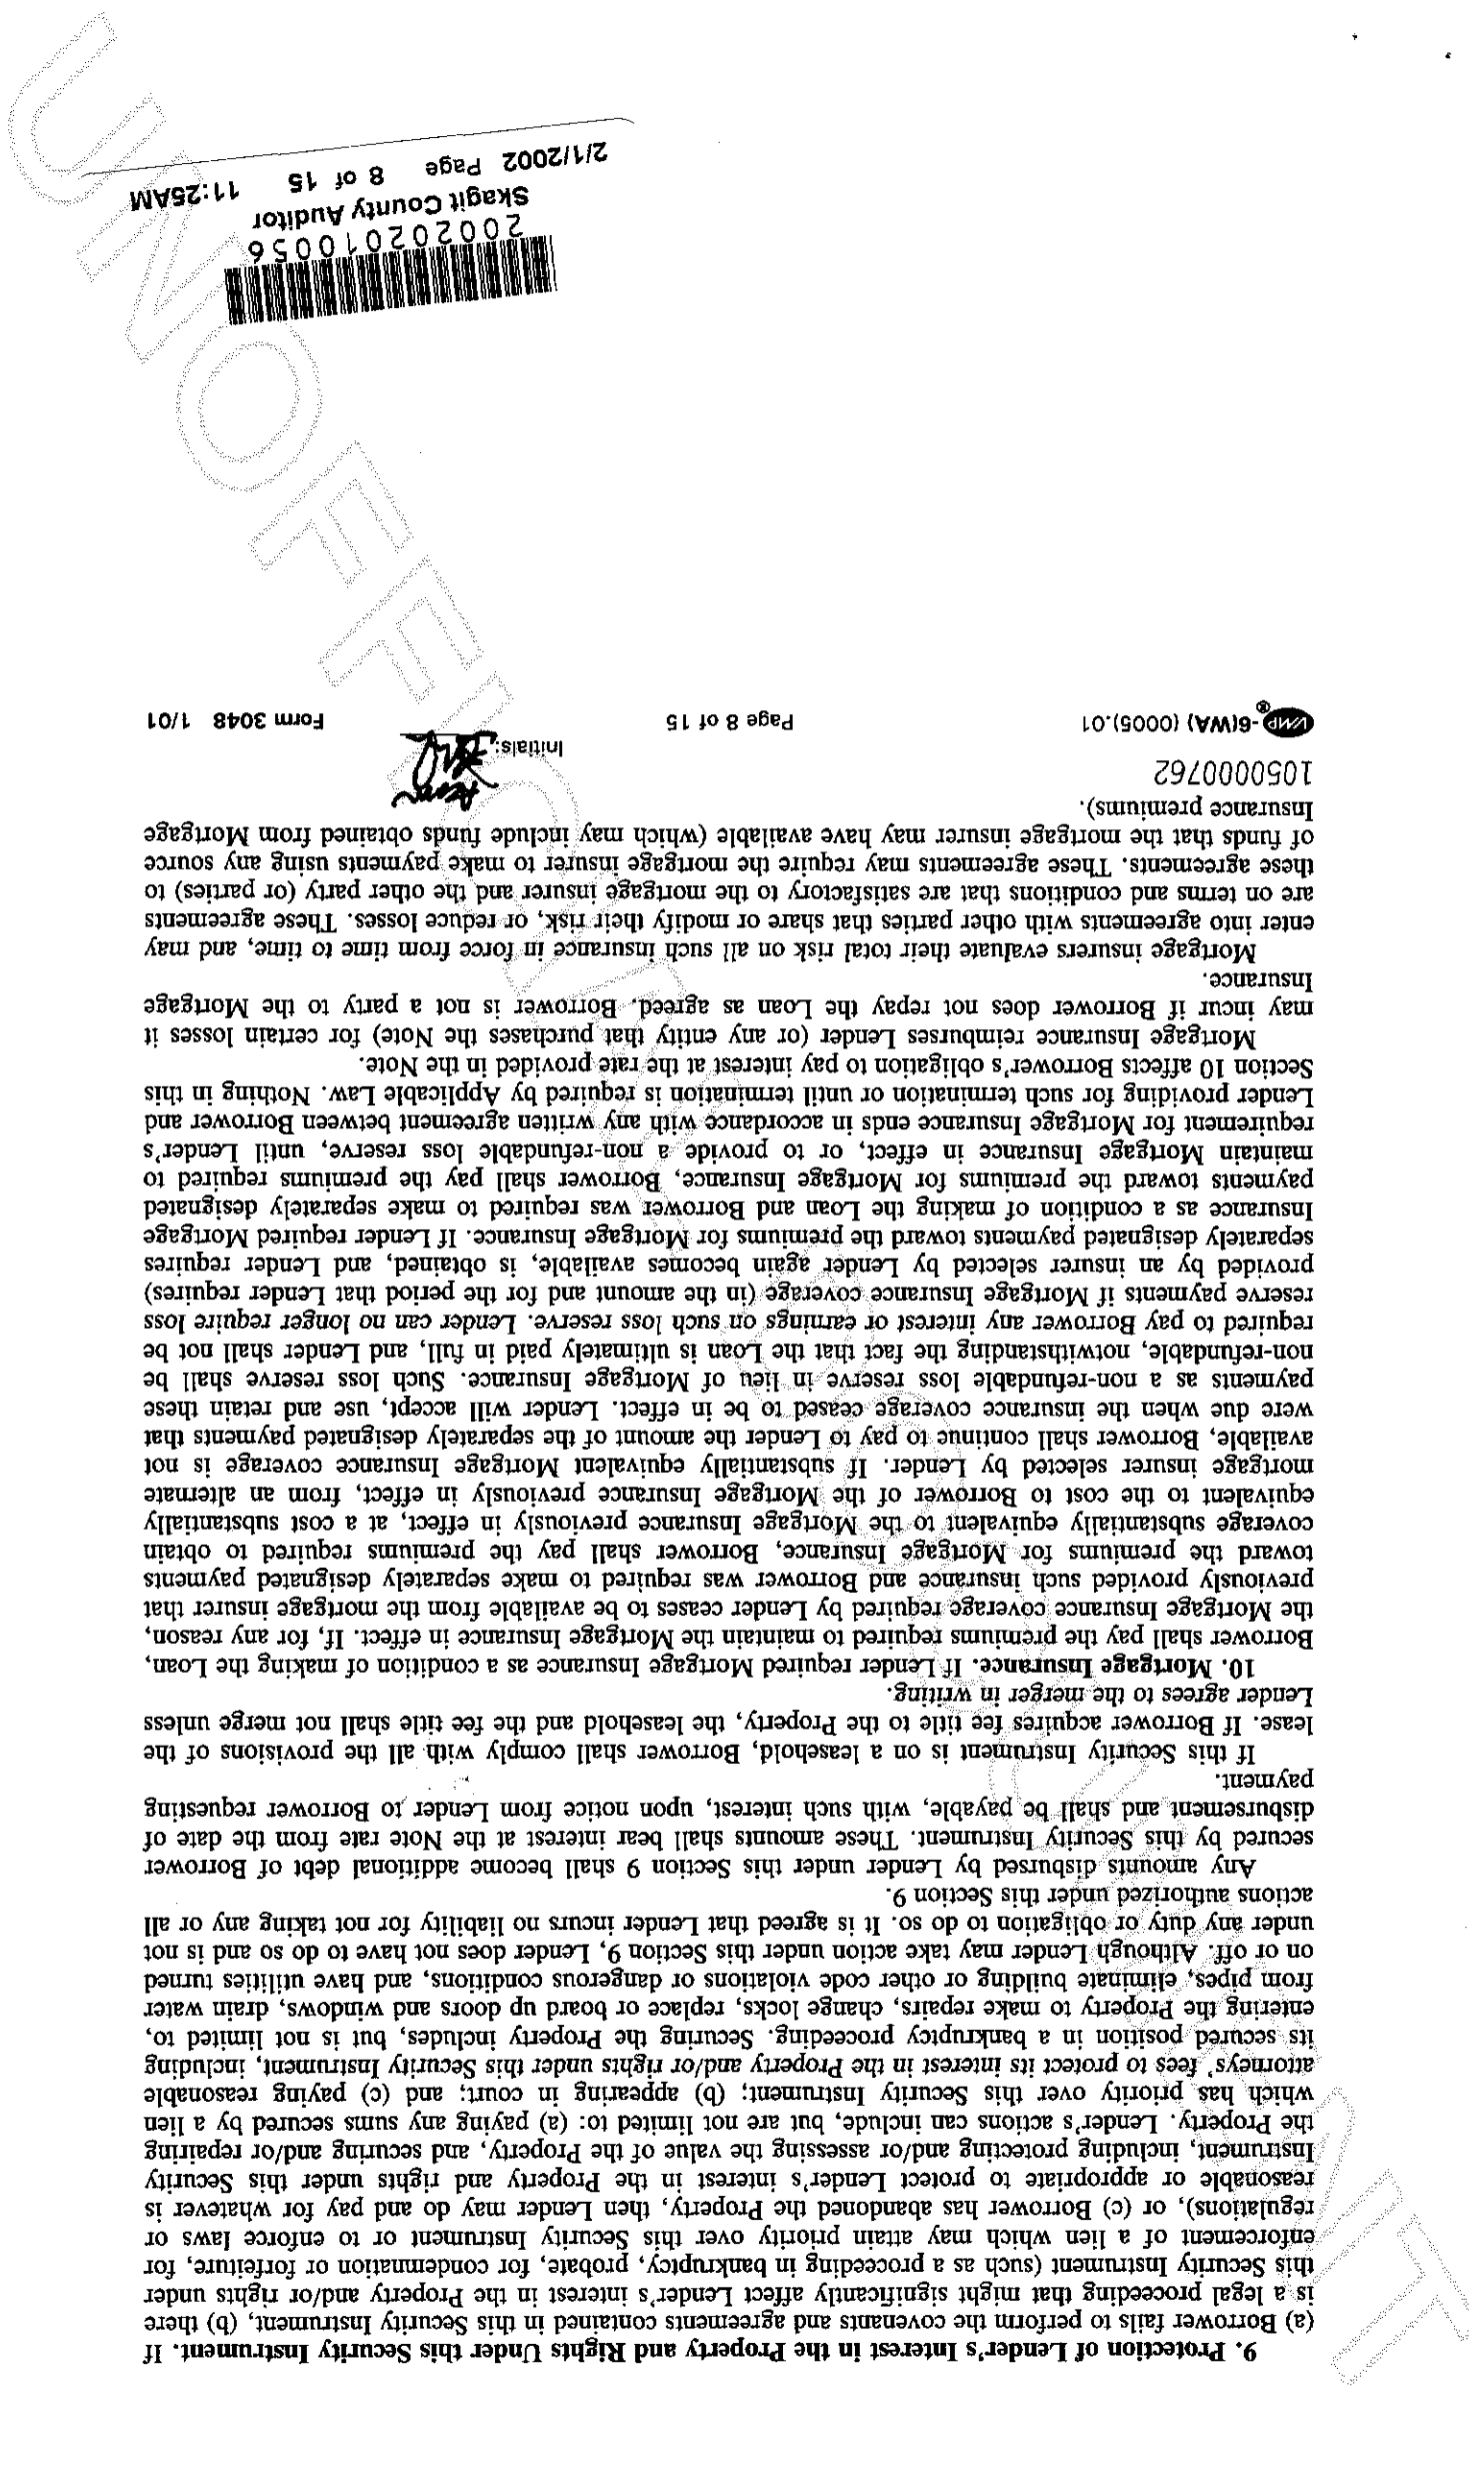 9. Protection of Lender's Interest in the Property and Rights Under this Security Instrument. If
(a) Borrower fails to perform the covenants and agreements contained in this Security Instrument, (b) there
is a legal proceeding that might significantly affect Lender's interest in the Property and/or rights under
this Security Instrument (such as a proceeding in bankruptcy, probate, for condemnation or forfeiture, for
enforcement of a lien which may attain priority over this Security Instrument or to enforce laws or
regulations), or (c) Borrower has abandoned the Property, then Lender may do and pay for whatever is
reasonable or appropriate to protect Lender's interest in the Property and rights under this Security
Instrument, including protecting and/or assessing the value of the Property, and securing and/or repairing
the Property. Lender's actions can include, but are not limited to: (a) paying any sums secured by a lien
which has priority over this Security Instrument; (b) appearing in court; and (c) paying reasonable
attorneys' fees to protect its interest in the Property and/or rights under this Security Instrument, including
its secured position in a bankruptcy proceeding. Securing the Property includes, but is not limited to,
entering the Property to make repairs, change locks, replace or board up doors and windows, drain water
from pipes, eliminate building or other code violations or dangerous conditions, and have utilities turned
on or off. Although Lender may take action under this Section 9, Lender does not have to do so and is not
under any duty or obligation to do so. It is agreed that Lender incurs no liability for not taking any or all
actions authorized under this Section 9.
Any amounts disbursed by Lender under this Section 9 shall become additional debt of Borrower
secured by this Security Instrument. These amounts shall bear interest at the Note rate from the date of
disbursement and shall be payable, with such interest, upon notice from Lender to Borrower requesting
payment.
If this Security Instrument is on a leasehold, Borrower shall comply with all the provisions of the
lease. If Borrower acquires fee title to the Property, the leasehold and the fee title shall not merge unless
Lender agrees to the merger in writing.
10. Mortgage Insurance. If Lender required Mortgage Insurance as a condition of making the Loan,
Borrower shall pay the premiums required to maintain the Mortgage Insurance in effect. If, for any reason,
the Mortgage Insurance coverage required by Lender ceases to be available from the mortgage insurer that
previously provided such insurance and Borrower was required to make separately designated payments
toward the premiums for Mortgage Insurance, Borrower shall pay the premiums required to obtain
coverage substantially equivalent to the Mortgage Insurance previously in effect, at a cost substantially
equivalent to the cost to Borrower of the Mortgage Insurance previously in effect, from an alternate
mortgage insurer selected by Lender. If substantially equivalent Mortgage Insurance coverage is not
available, Borrower shall continue to pay to Lender the amount of the separately designated payments that
were due when the insurance coverage ceased to be in effect. Lender will accept, use and retain these
payments as a non-refundable loss reserve in lieu of Mortgage Insurance. Such loss reserve shall be
non-refundable, notwithstanding the fact that the Loan is ultimately paid in full, and Lender shall not be
required to pay Borrower any interest or earnings on such loss reserve. Lender can no longer require loss
reserve payments if Mortgage Insurance coverage (in the amount and for the period that Lender requires)
provided by an insurer selected by Lender again becomes available, is obtained, and Lender requires
separately designated payments toward the premiums for Mortgage Insurance. If Lender required Mortgage
Insurance as a condition of making the Loan and Borrower was required to make separately designated
payments toward the premiums for Mortgage Insurance, Borrower shall pay the premiums required to
maintain Mortgage Insurance in effect, or to provide a non-refundable loss reserve, until Lender's
requirement for Mortgage Insurance ends in accordance with any written agreement between Borrower and
Lender providing for such termination or until termination is required by Applicable Law. Nothing in this
Section 10 affects Borrower's obligation to pay interest at the rate provided in the Note.
Mortgage Insurance reimburses Lender (or any entity that purchases the Note) for certain losses it
may incur if Borrower does not repay the Loan as agreed. Borrower is not a party to the Mortgage
Insurance.
Mortgage insurers evaluate their total risk on all such insurance in force from time to time, and may
enter into agreements with other parties that share or modify their risk, or reduce losses. These agreements
are on terms and conditions that are satisfactory to the mortgage insurer and the other party (or parties) to
these agreements. These agreements may require the mortgage insurer to make payments using any source
of funds that the mortgage insurer may have available (which may include funds obtained from Mortgage
Insurance premiums).
1050000762
Initials:
VMP®-6(WA) (0005).01 Page 8 of 15 Form 3048 1/01
200202010056
Skagit County Auditor
2/1/2002 Page 8 of 15 11:25AM
UNOFFICIAL DOCUMENT